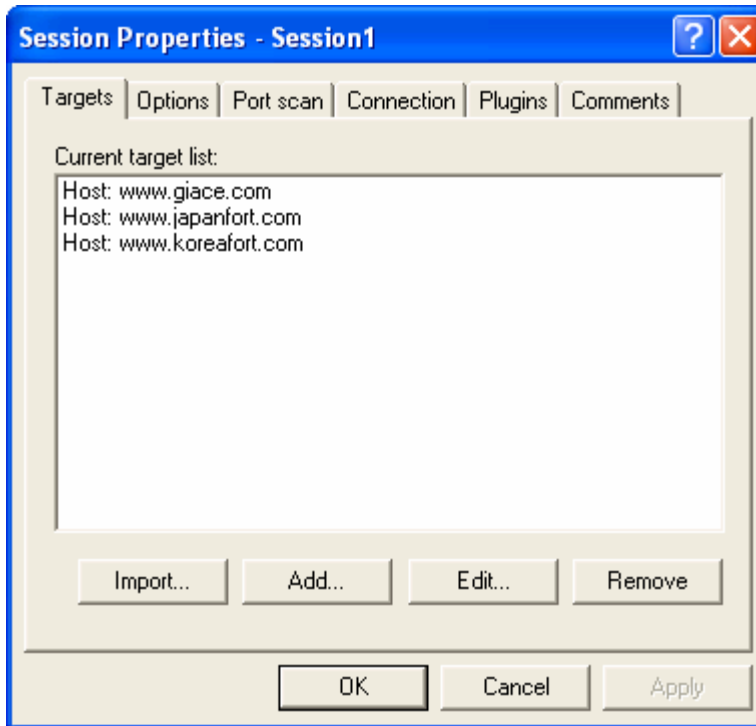 Session Properties - Session1
?
Targets Options Port scan Connection Plugins Comments
Current target list:
Host: www.giace.com
Host: www.japanfort.com
Host: www.koreafort.com
Import... Add... Edit... Remove
OK Cancel Apply